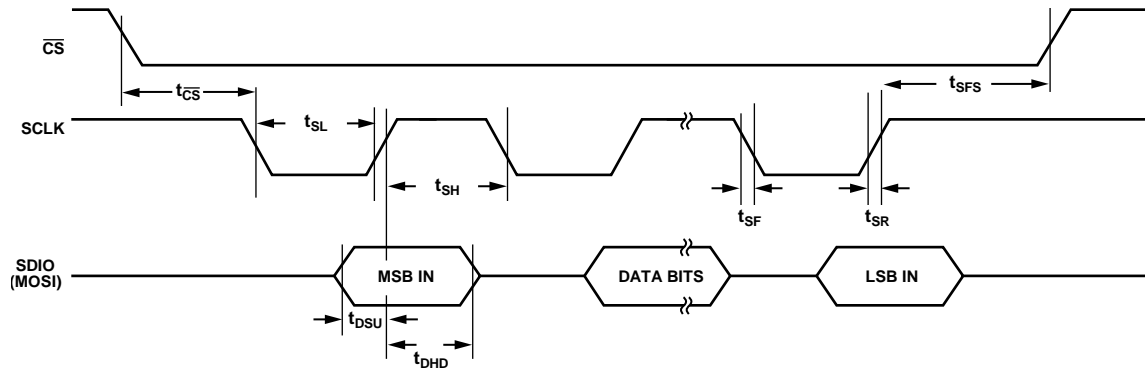 CS
tCS
tSFS
SCLK
tSL
tSH
tSF
tSR
SDIO
(MOSI)
MSB IN
DATA BITS
LSB IN
tDSU
tDHD